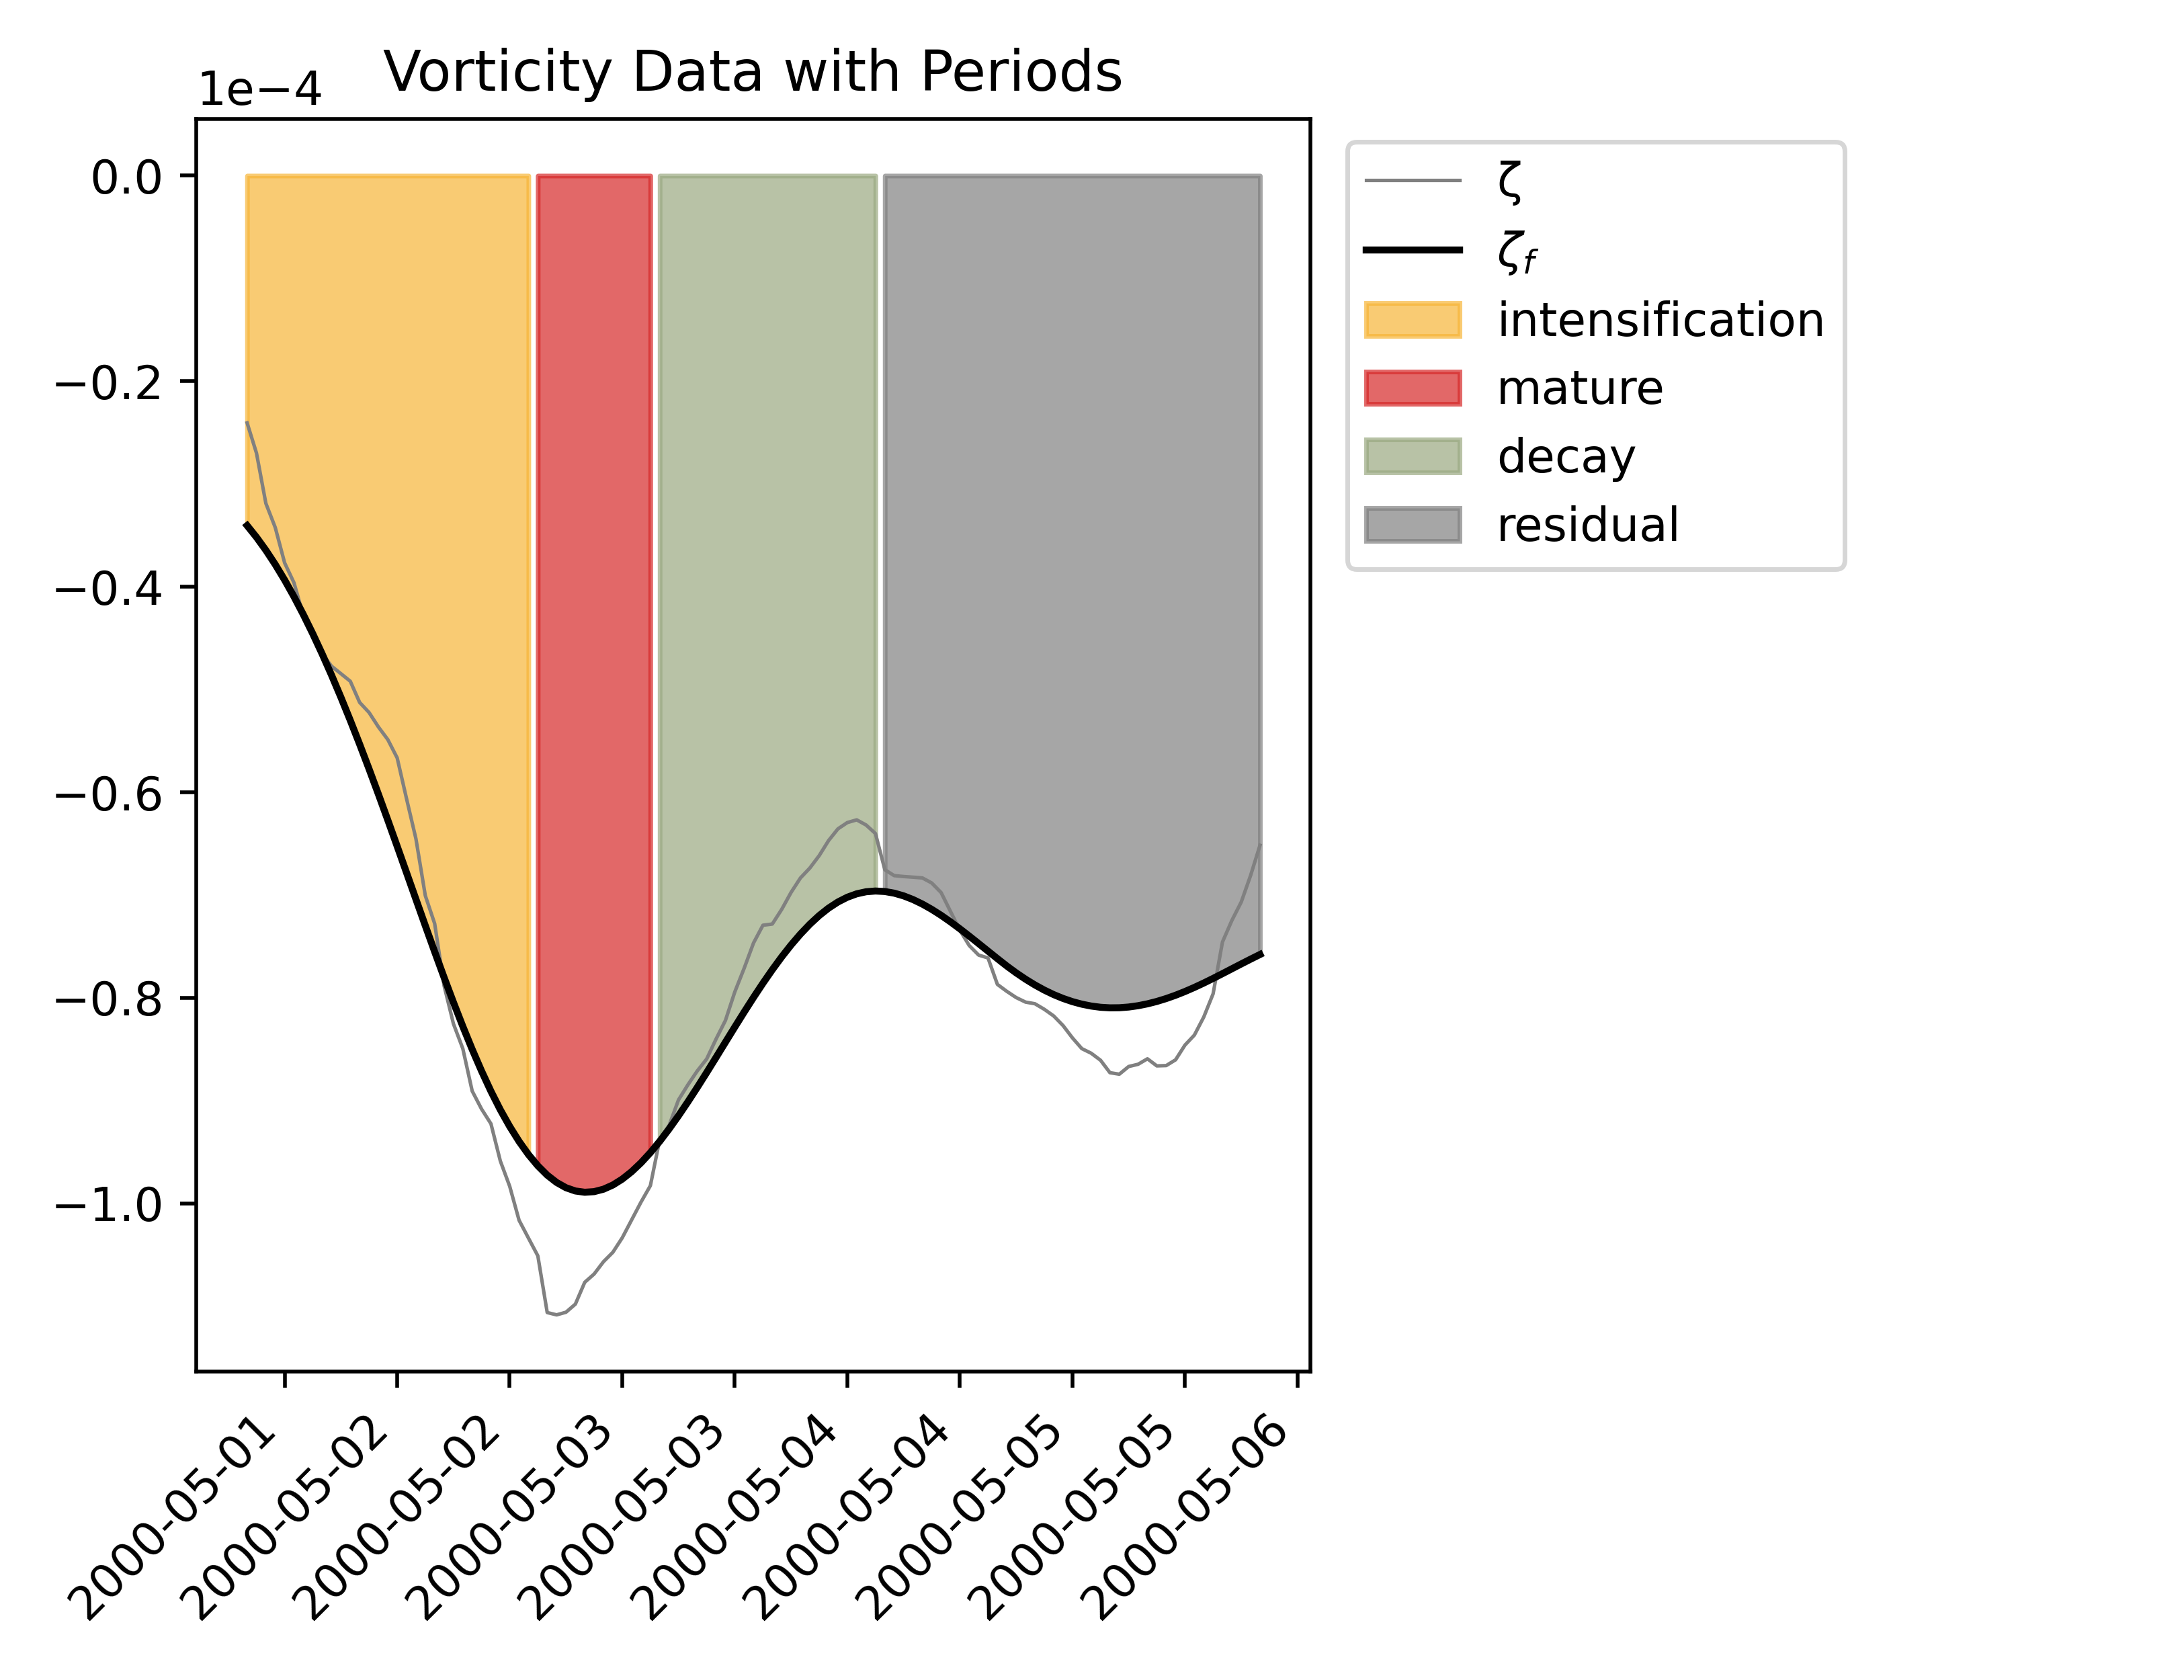 Vorticity Data with Periods
1e−4
0.0
−0.2
−0.4
−0.6
−0.8
−1.0
2000-05-01
2000-05-02
2000-05-02
2000-05-03
2000-05-03
2000-05-04
2000-05-04
2000-05-05
2000-05-05
2000-05-06
ζ
ζf
intensification
mature
decay
residual